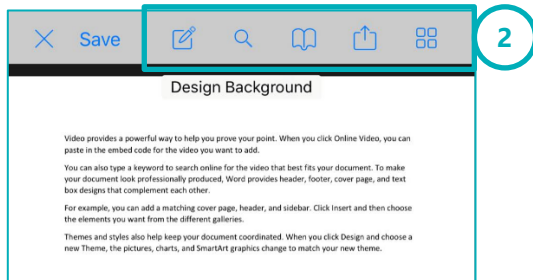 Save
2
Design Background
Video provides a powerful way to help you prove your point. When you click Online Video, you can
paste in the embed code for the video you want to add.
You can also type a keyword to search online for the video that best fits your document. To make
your document look professionally produced, Word provides header, footer, cover page, and text
box designs that complement each other.
For example, you can add a matching cover page, header, and sidebar. Click Insert and then choose
the elements you want from the different galleries.
Themes and styles also help keep your document coordinated. When you click Design and choose a
new Theme, the pictures, charts, and SmartArt graphics change to match your new theme.